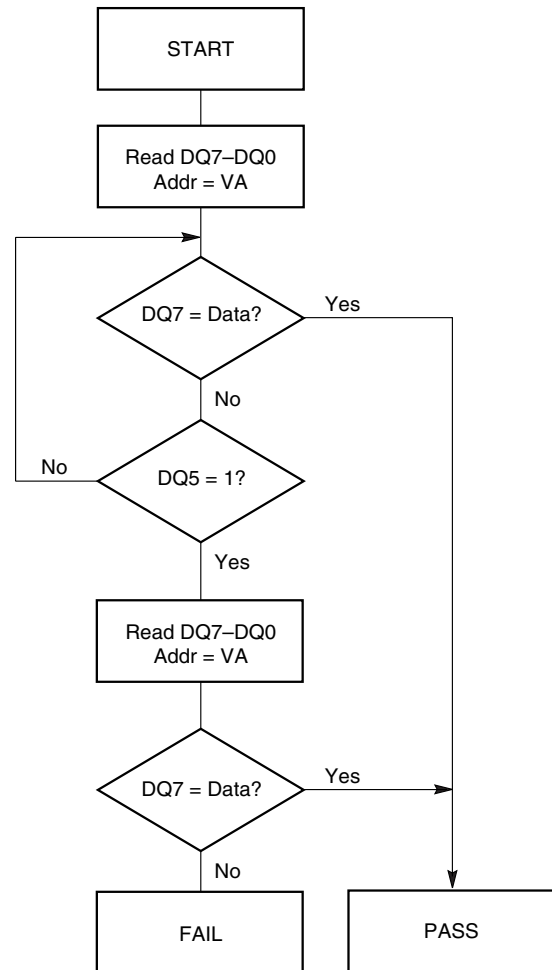 START
Read DQ7–DQ0
Addr = VA
DQ7 = Data?
Yes
No
No
DQ5 = 1?
Yes
Read DQ7–DQ0
Addr = VA
DQ7 = Data?
Yes
No
FAIL
PASS